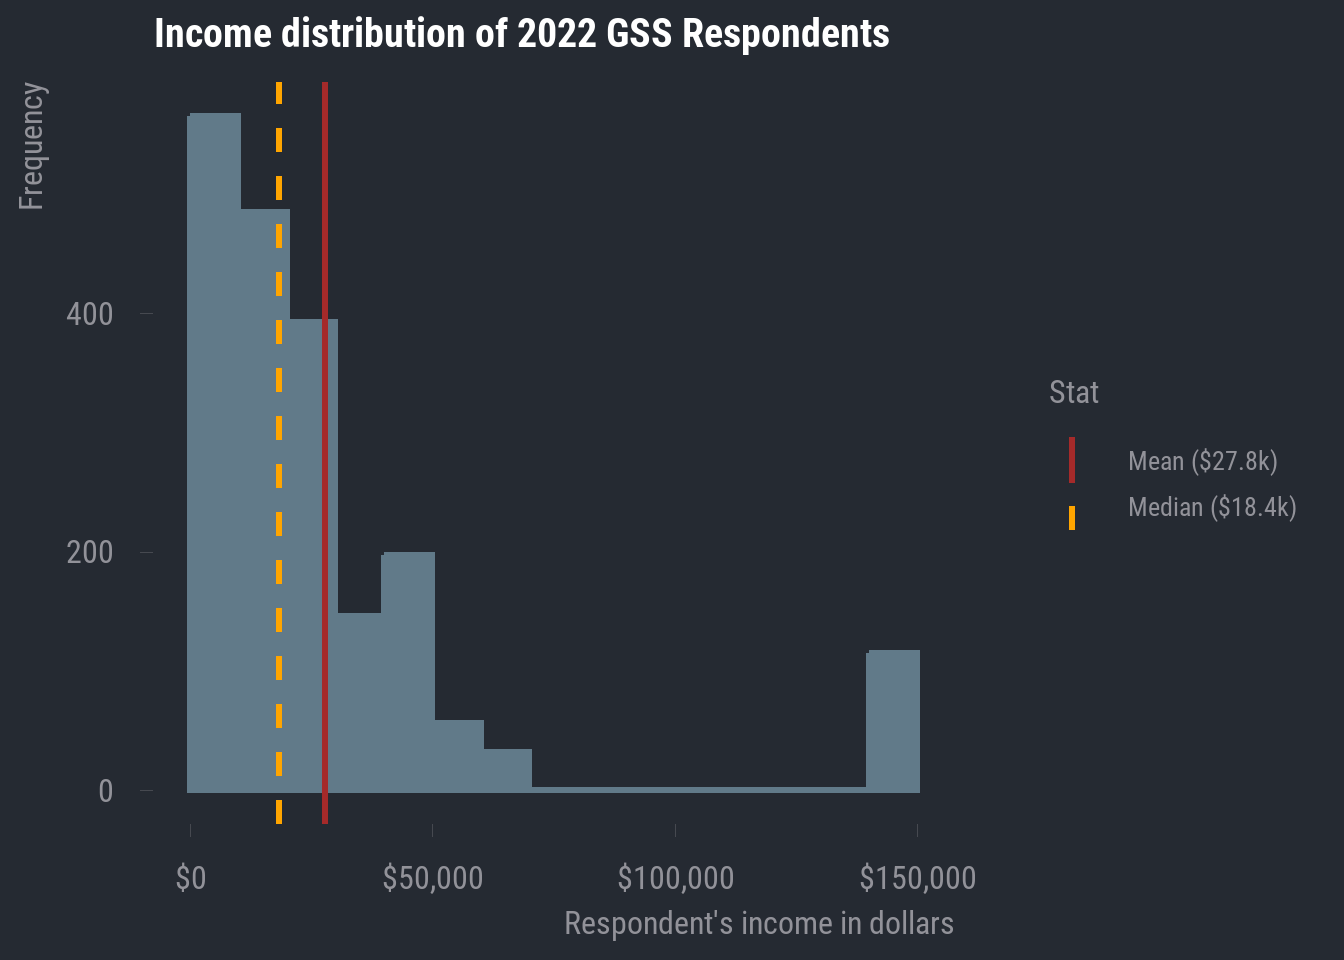 Income distribution of 2022 GSS Respondents
Frequency
400
200
0
$0
$50,000
$100,000
$150,000
Respondent's income in dollars
Stat
Mean ($27.8k)
Median ($18.4k)